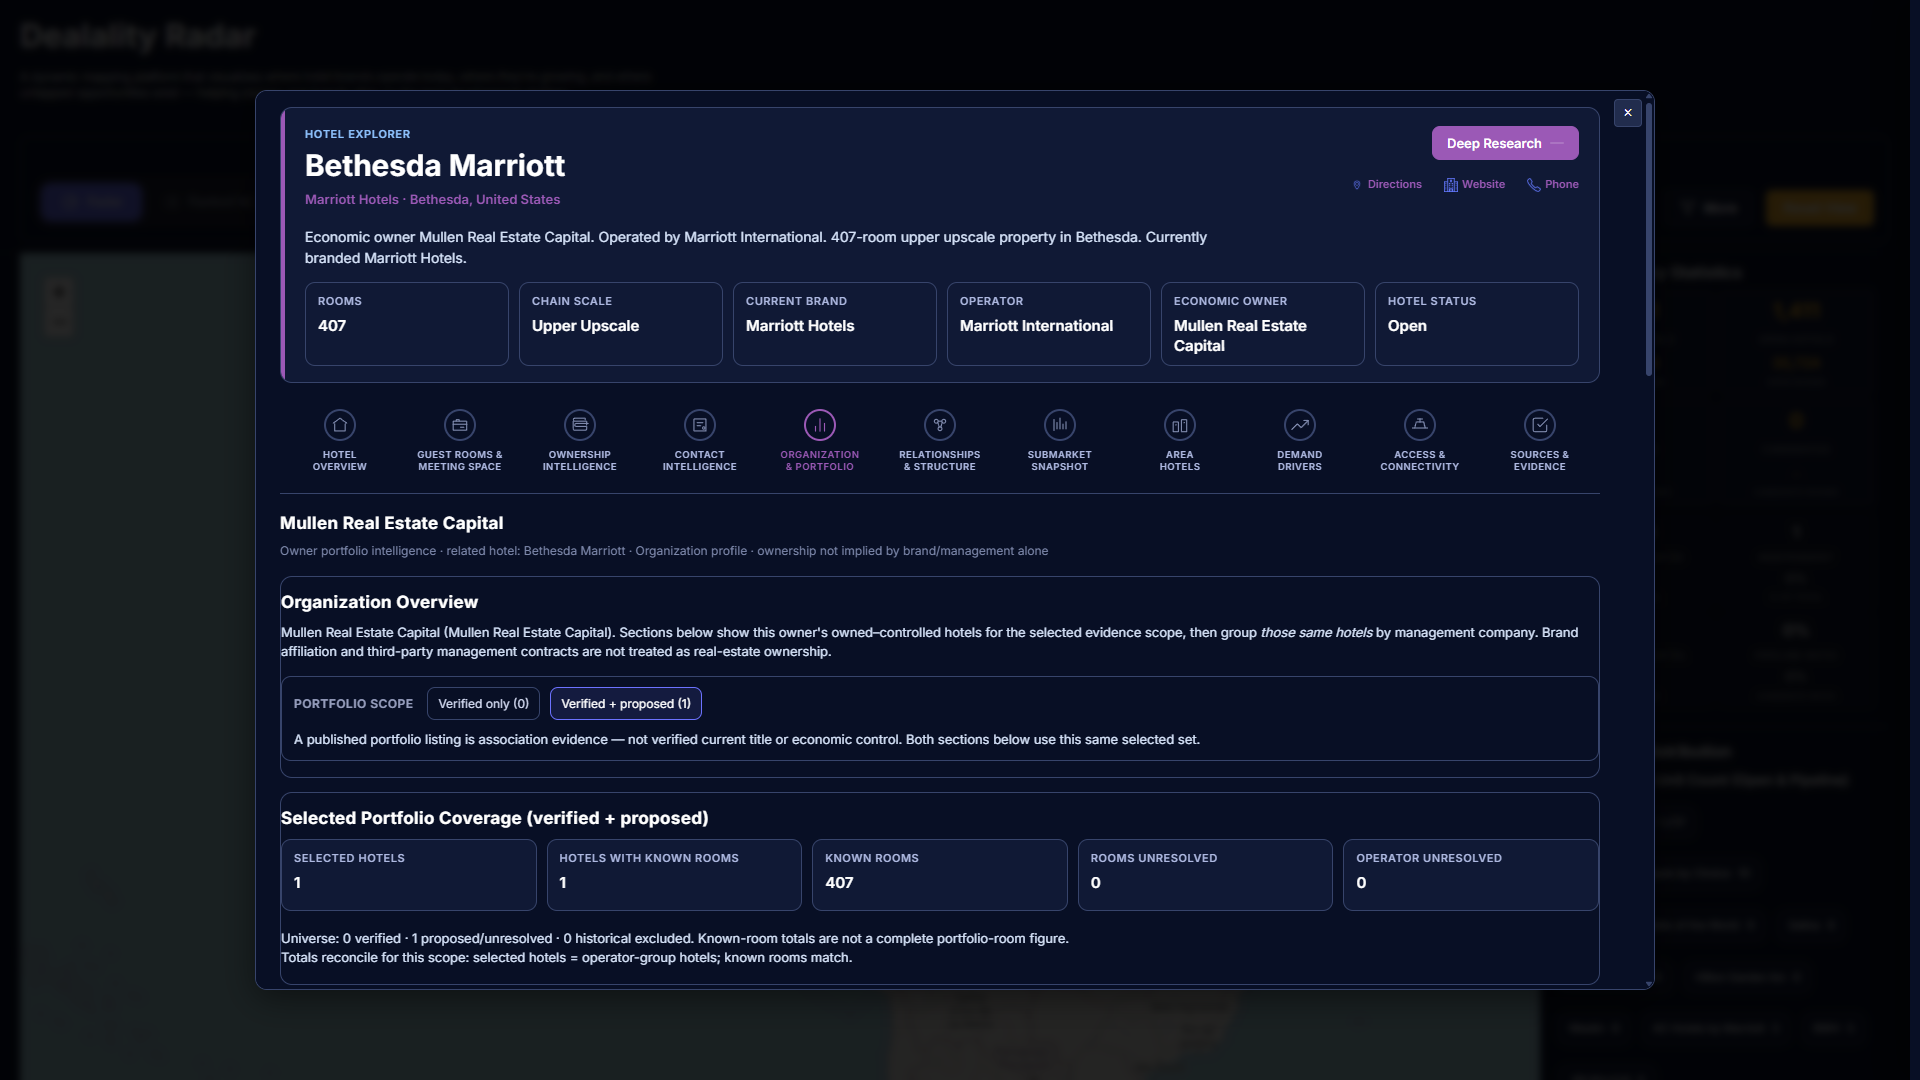 Deaiality Radar
HOTEL EXPLORER
Bethesda Marriott
Marriott Hotels · Bethesda, United States
Deep Research —
Directions
Website
Phone
Economic owner Mullen Real Estate Capital. Operated by Marriott International. 407-room upper upscale property in Bethesda. Currently
branded Marriott Hotels.
ROOMS
407
CHAIN SCALE
Upper Upscale
CURRENT BRAND
Marriott Hotels
OPERATOR
Marriott International
ECONOMIC OWNER
Mullen Real Estate
Capital
HOTEL STATUS
Open
HOTEL
OVERVIEW
GUEST ROOMS &
MEETING SPACE
OWNERSHIP
INTELLIGENCE
CONTACT
INTELLIGENCE
ORGANIZATION
& PORTFOLIO
RELATIONSHIPS
& STRUCTURE
SUBMARKET
SNAPSHOT
AREA
HOTELS
DEMAND
DRIVERS
ACCESS &
CONNECTIVITY
SOURCES &
EVIDENCE
Mullen Real Estate Capital
Owner portfolio intelligence · related hotel: Bethesda Marriott · Organization profile · ownership not implied by brand/management alone
Organization Overview
Mullen Real Estate Capital (Mullen Real Estate Capital). Sections below show this owner's owned–controlled hotels for the selected evidence scope, then group those same hotels by management company. Brand
affiliation and third-party management contracts are not treated as real-estate ownership.
PORTFOLIO SCOPE
Verified only (0)
Verified + proposed (1)
A published portfolio listing is association evidence — not verified current title or economic control. Both sections below use this same selected set.
Selected Portfolio Coverage (verified + proposed)
SELECTED HOTELS
1
HOTELS WITH KNOWN ROOMS
1
KNOWN ROOMS
407
ROOMS UNRESOLVED
0
OPERATOR UNRESOLVED
0
Universe: 0 verified · 1 proposed/unresolved · 0 historical excluded. Known-room totals are not a complete portfolio-room figure.
Totals reconcile for this scope: selected hotels = operator-group hotels; known rooms match.